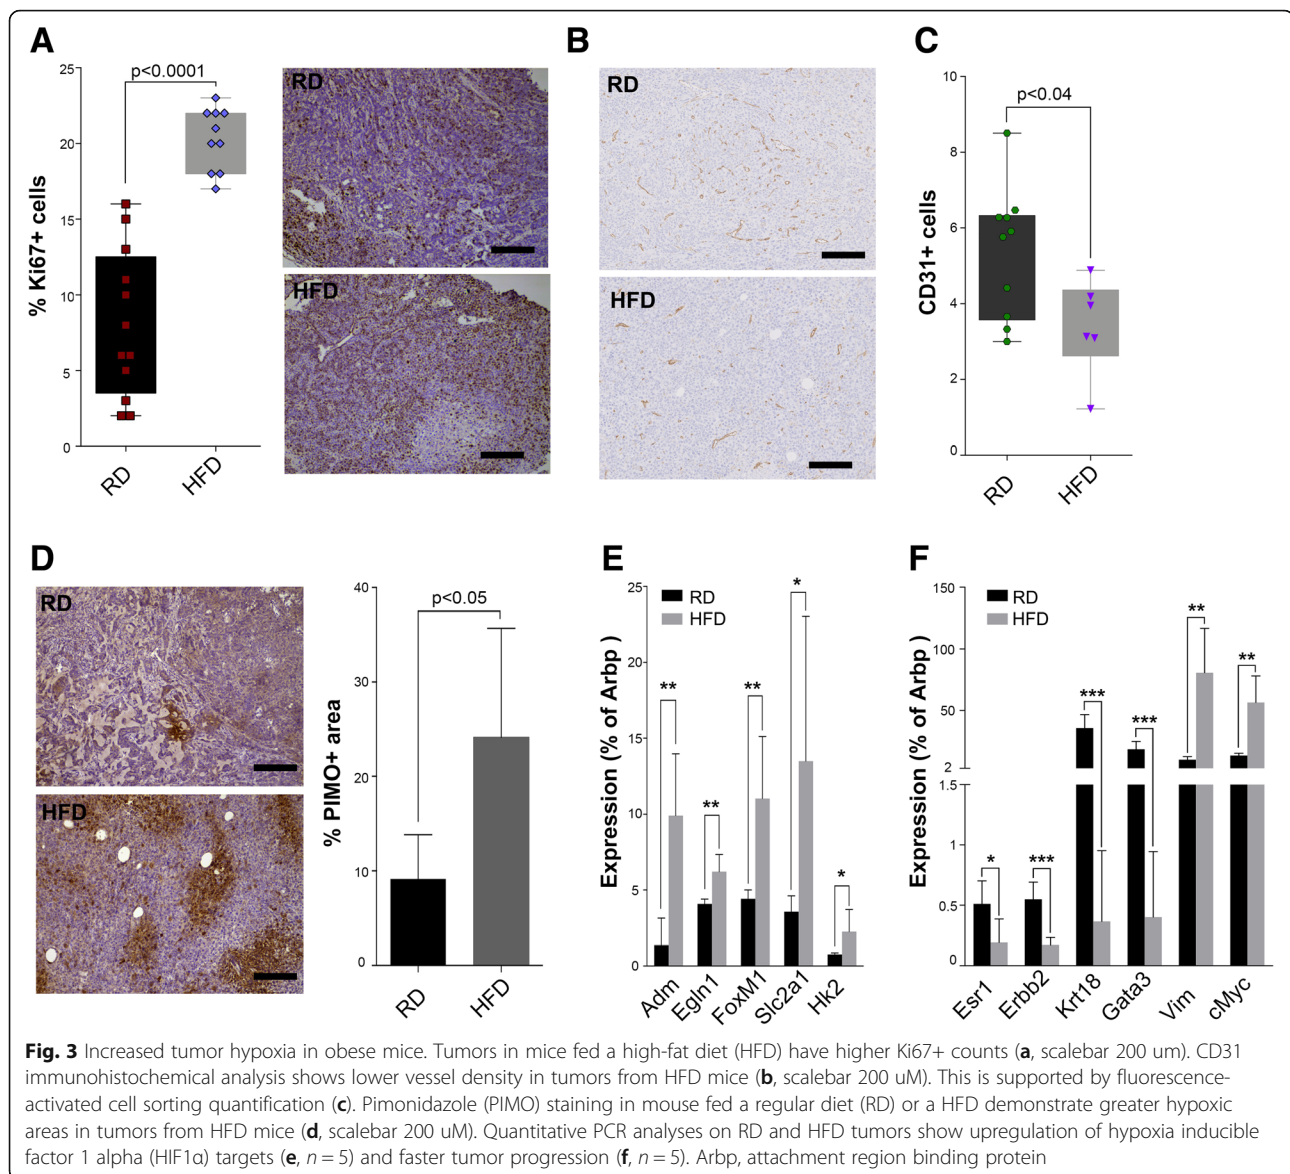 A
B
C
p<0.0001
25
20
15
10
5
0
% Ki67+ cells
RD
HFD
RD
HFD
RD
HFD
p<0.04
10
8
6
4
2
0
CD31+ cells
RD
HFD
D
E
F
RD
HFD
p<0.05
40
30
20
10
0
% PIMO+ area
RD
HFD
RD
HFD
25
20
15
10
5
0
Expression (% of Arbp)
** ** ** * *
Adm Egln1 FoxM1 Slc2a1 Hk2
RD
HFD
150
100
50
2
1.5
1
0.5
0
Expression (% of Arbp)
* *** *** *** ** **
Esr1 Erbb2 Krt18 Gata3 Vim cMyc
Fig. 3 Increased tumor hypoxia in obese mice. Tumors in mice fed a high-fat diet (HFD) have higher Ki67+ counts (a, scalebar 200 um). CD31
immunohistochemical analysis shows lower vessel density in tumors from HFD mice (b, scalebar 200 uM). This is supported by fluorescence-
activated cell sorting quantification (c). Pimonidazole (PIMO) staining in mouse fed a regular diet (RD) or a HFD demonstrate greater hypoxic
areas in tumors from HFD mice (d, scalebar 200 uM). Quantitative PCR analyses on RD and HFD tumors show upregulation of hypoxia inducible
factor 1 alpha (HIF1α) targets (e, n = 5) and faster tumor progression (f, n = 5). Arbp, attachment region binding protein